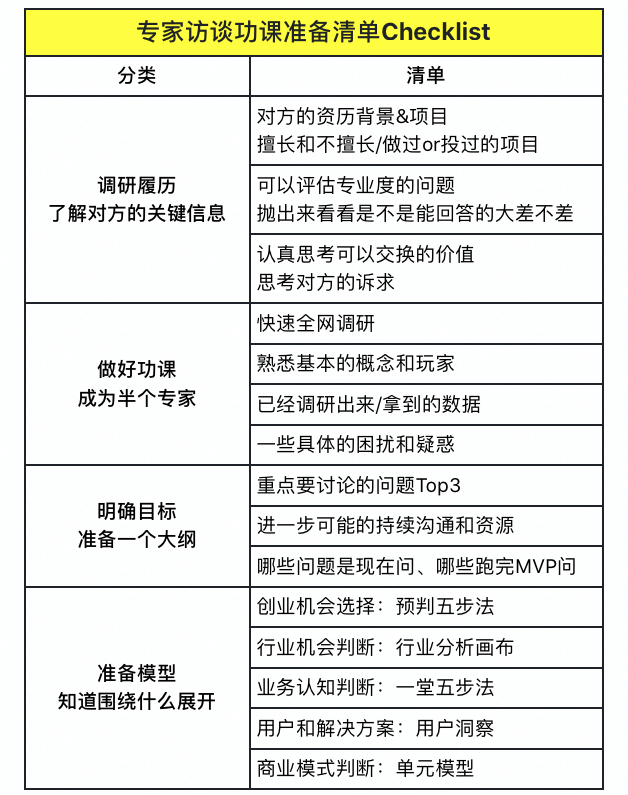 专家访谈功课准备清单Checklist
分类
清单
调研履历
了解对方的关键信息
对方的资历背景&项目
擅长和不擅长/做过or投过的项目
可以评估专业度的问题
抛出来看看是不是能回答的大差不差
认真思考可以交换的价值
思考对方的诉求
做好功课
成为半个专家
快速全网调研
熟悉基本的概念和玩家
已经调研出来/拿到的数据
一些具体的困扰和疑惑
明确目标
准备一个大纲
重点要讨论的问题Top3
进一步可能的持续沟通和资源
哪些问题是现在问、哪些跑完MVP问
准备模型
知道围绕什么展开
创业机会选择：预判五步法
行业机会判断：行业分析画布
业务认知判断：一堂五步法
用户和解决方案：用户洞察
商业模式判断：单元模型